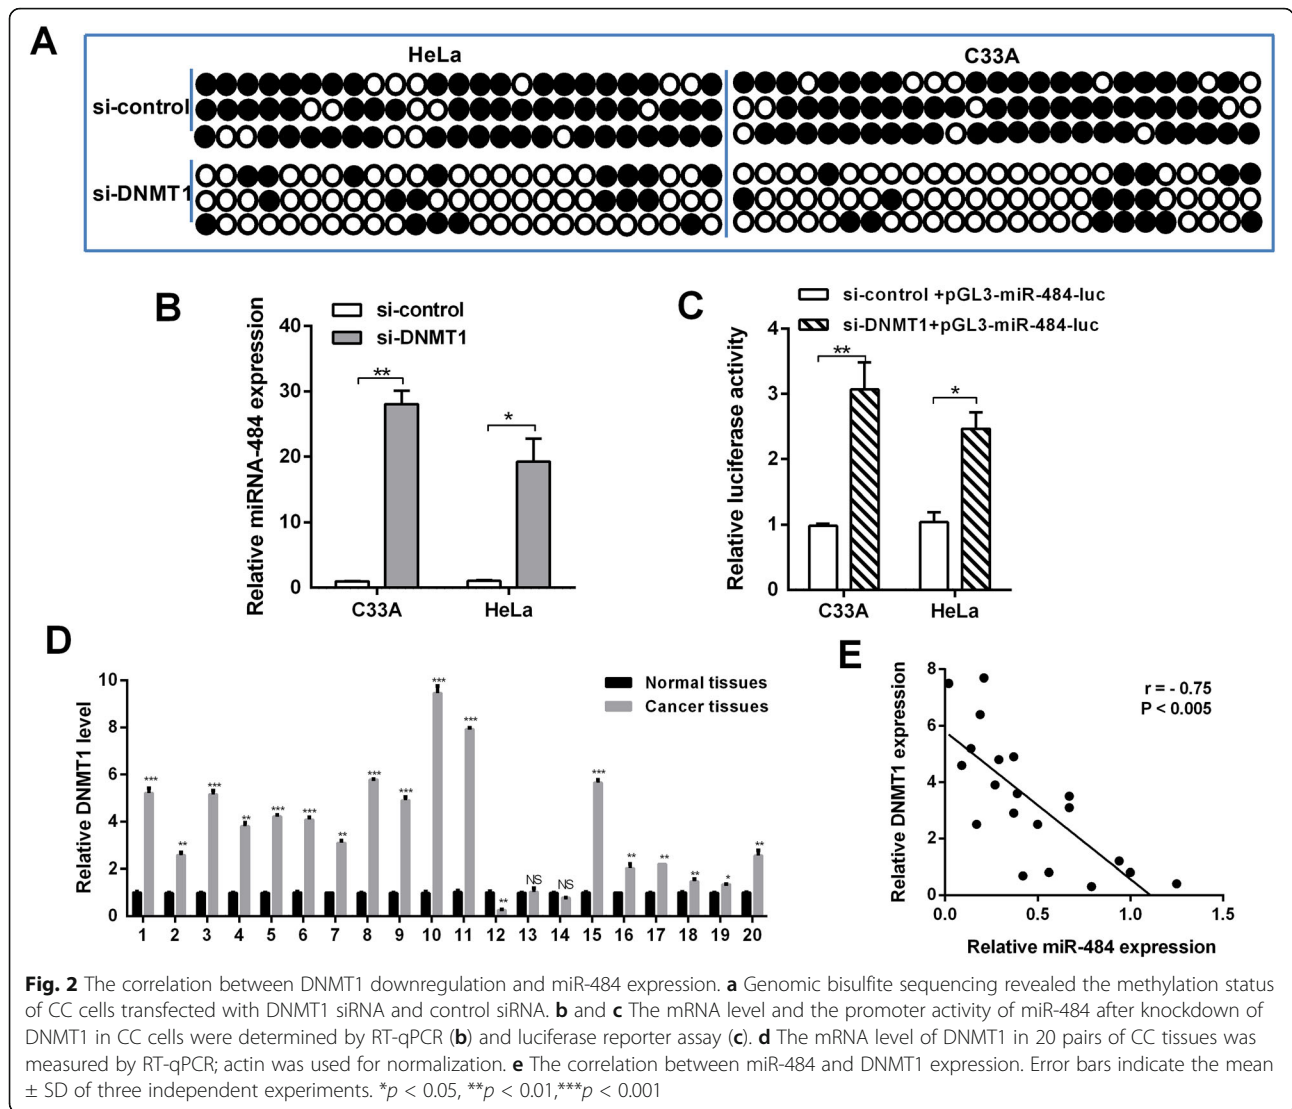 A
HeLa
C33A
si-control
si-DNMT1
B
si-control
si-DNMT1
Relative miRNA-484 expression
40
30
20
10
0
**
*
C33A
HeLa
C
si-control +pGL3-miR-484-luc
si-DNMT1+pGL3-miR-484-luc
Relative luciferase activity
4
3
2
1
0
**
*
C33A
HeLa
D
Normal tissues
Cancer tissues
Relative DNMT1 level
10
8
6
4
2
0
*** ** *** ** *** *** ** *** *** *** *** ** NS NS *** ** ** ** * **
1 2 3 4 5 6 7 8 9 10 11 12 13 14 15 16 17 18 19 20
E
Relative DNMT1 expression
8
6
4
2
0
r = - 0.75
P < 0.005
0.0 0.5 1.0 1.5
Relative miR-484 expression
Fig. 2 The correlation between DNMT1 downregulation and miR-484 expression. a Genomic bisulfite sequencing revealed the methylation status
of CC cells transfected with DNMT1 siRNA and control siRNA. b and c The mRNA level and the promoter activity of miR-484 after knockdown of
DNMT1 in CC cells were determined by RT-qPCR (b) and luciferase reporter assay (c). d The mRNA level of DNMT1 in 20 pairs of CC tissues was
measured by RT-qPCR; actin was used for normalization. e The correlation between miR-484 and DNMT1 expression. Error bars indicate the mean
± SD of three independent experiments. *p < 0.05, **p < 0.01,***p < 0.001